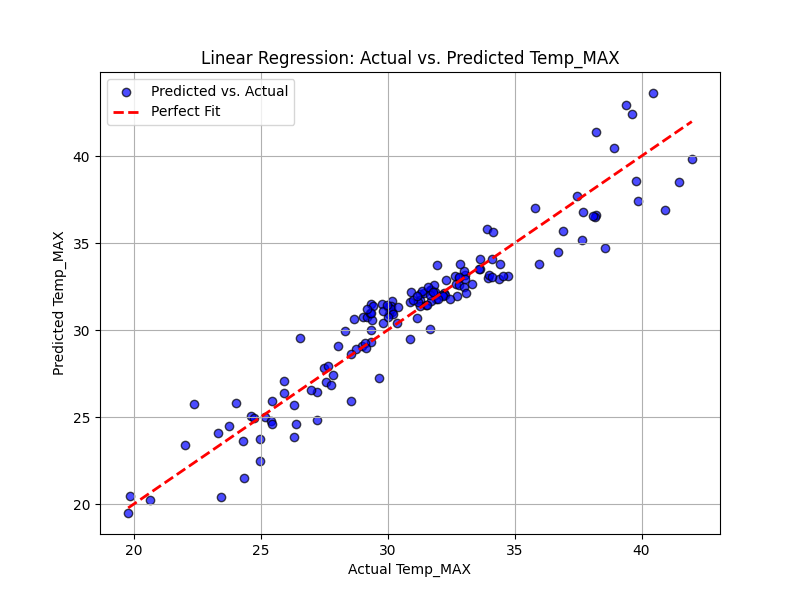 Linear Regression: Actual vs. Predicted Temp_MAX
Predicted vs. Actual
Perfect Fit
40
35
30
25
20
Predicted Temp_MAX
20 25 30 35 40
Actual Temp_MAX